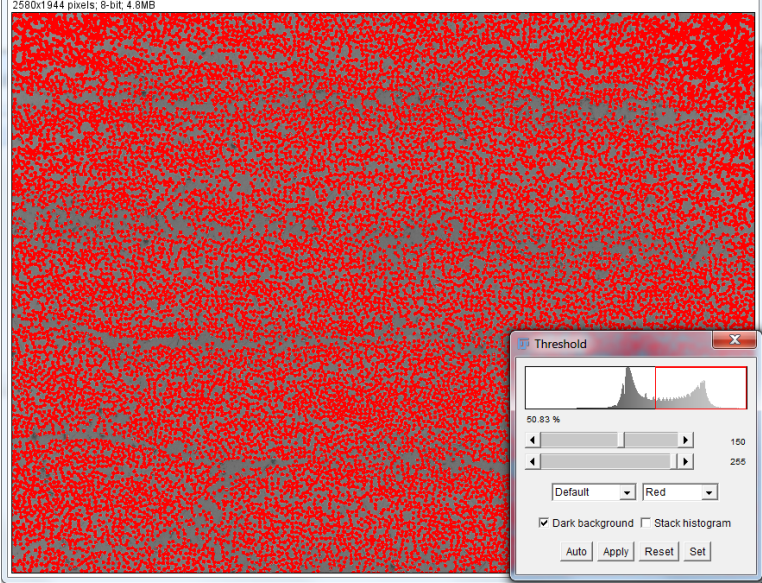 2580x1944 pixels; 8-bit; 4.8MB
Threshold
50.83 %
150
255
Default Red
Dark background Stack histogram
Auto Apply Reset Set